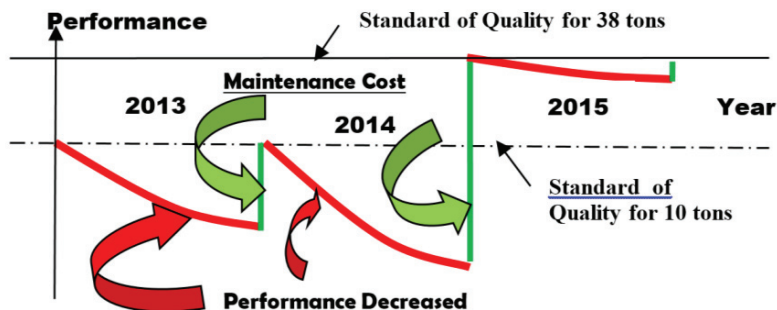 Performance
Standard of Quality for 38 tons
Maintenance Cost
2013
2014
2015
Year
Standard of
Quality for 10 tons
Performance Decreased